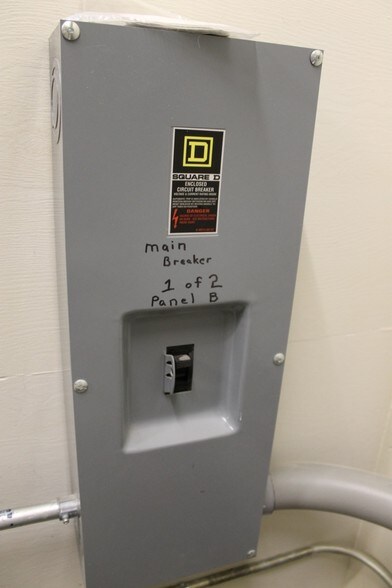 D
SQUARE D
ENCLOSED
CIRCUIT BREAKER
DANGER
main
Breaker
1 of 2
Panel B